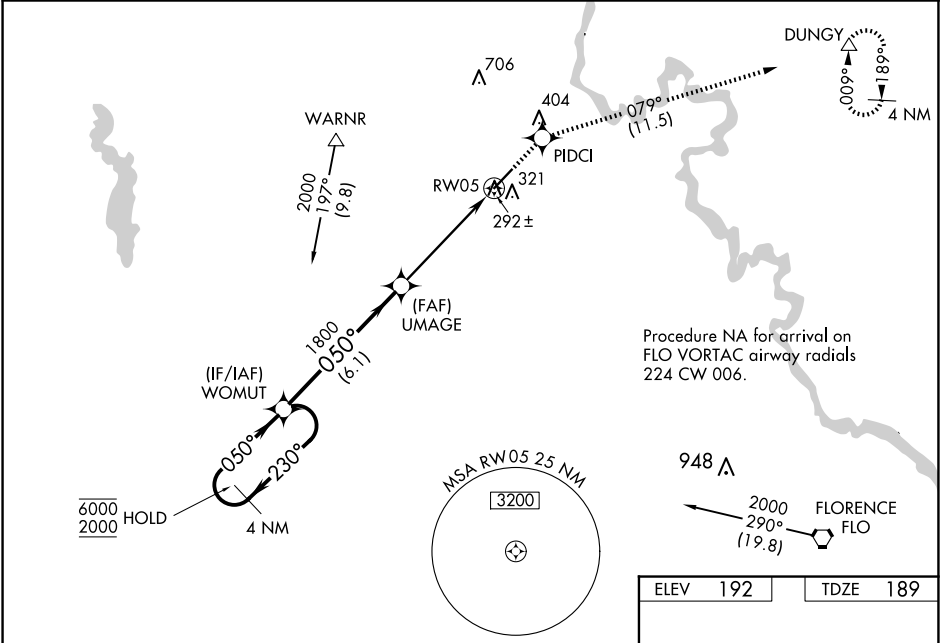 DUNGY
009°
189°
4 NM
706
404
079°
(11.5)
PIDCI
WARNR
2000
197°
(9.8)
RW05
321
292±
(FAF)
UMAGE
1800
050°
(6.1)
Procedure NA for arrival on
FLO VORTAC airway radials
224 CW 006.
(IF/IAF)
WOMUT
050°
230°
6000
2000
HOLD
4 NM
MSA RW05 25 NM
3200
948
2000
290°
(19.8)
FLORENCE
FLO
ELEV 192
TDZE 189